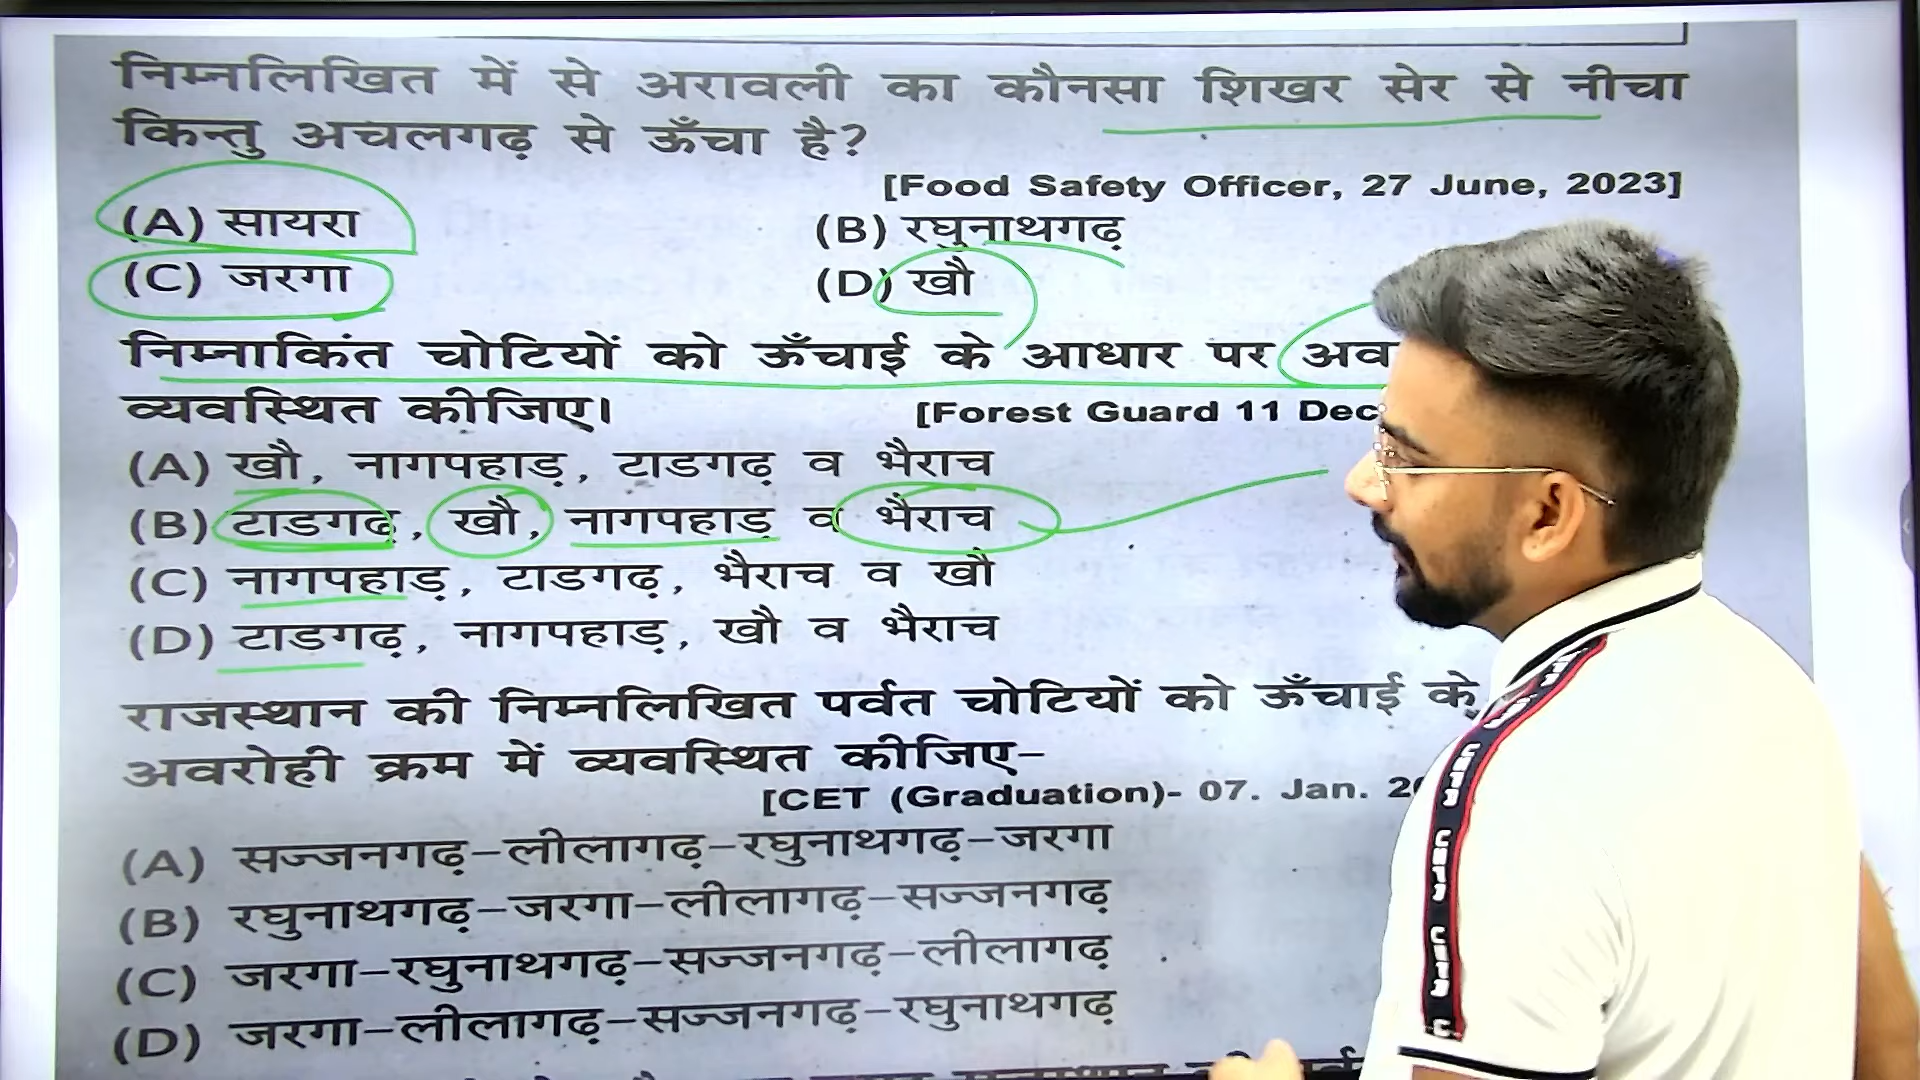 निम्नलिखित में से अरावली का कौनसा शिखर सेर से नीचा
किन्तु अचलगढ़ से ऊँचा है?
[Food Safety Officer, 27 June, 2023]
(A) सायरा (B) रघुनाथगढ़
(C) जरगा (D) खौ
निम्नाकिंत चोटियों को ऊँचाई के आधार पर अव
व्यवस्थित कीजिए। [Forest Guard 11 Dec
(A) खौ, नागपहाड़, टाडगढ़ व भैराच
(B) टाडगढ़, खौ, नागपहाड़ व भैराच
(C) नागपहाड़, टाडगढ़, भैराच व खौ
(D) टाडगढ़, नागपहाड़, खौ व भैराच
राजस्थान की निम्नलिखित पर्वत चोटियों को ऊँचाई के
अवरोही क्रम में व्यवस्थित कीजिए–
[CET (Graduation)- 07. Jan. 2
(A) सज्जनगढ़–लीलागढ़–रघुनाथगढ़–जरगा
(B) रघुनाथगढ़–जरगा–लीलागढ़–सज्जनगढ़
(C) जरगा–रघुनाथगढ़–सज्जनगढ़–लीलागढ़
(D) जरगा–लीलागढ़–सज्जनगढ़–रघुनाथगढ़